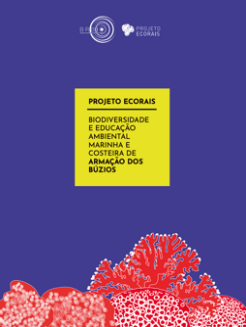 PROJETO
ECORAIS
PROJETO ECORAIS
BIODIVERSIDADE
E EDUCAÇÃO
AMBIENTAL
MARINHA E
COSTEIRA DE
ARMAÇÃO DOS
BÚZIOS